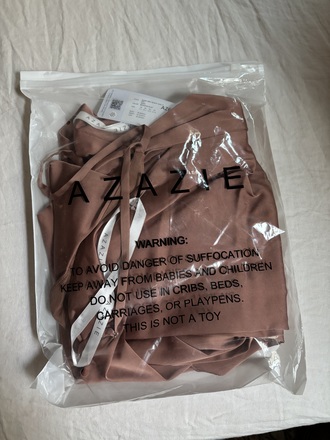 AZAZIE
WARNING:
TO AVOID DANGER OF SUFFOCATION,
KEEP AWAY FROM BABIES AND CHILDREN
DO NOT USE IN CRIBS, BEDS,
CARRIAGES, OR PLAYPENS.
THIS IS NOT A TOY